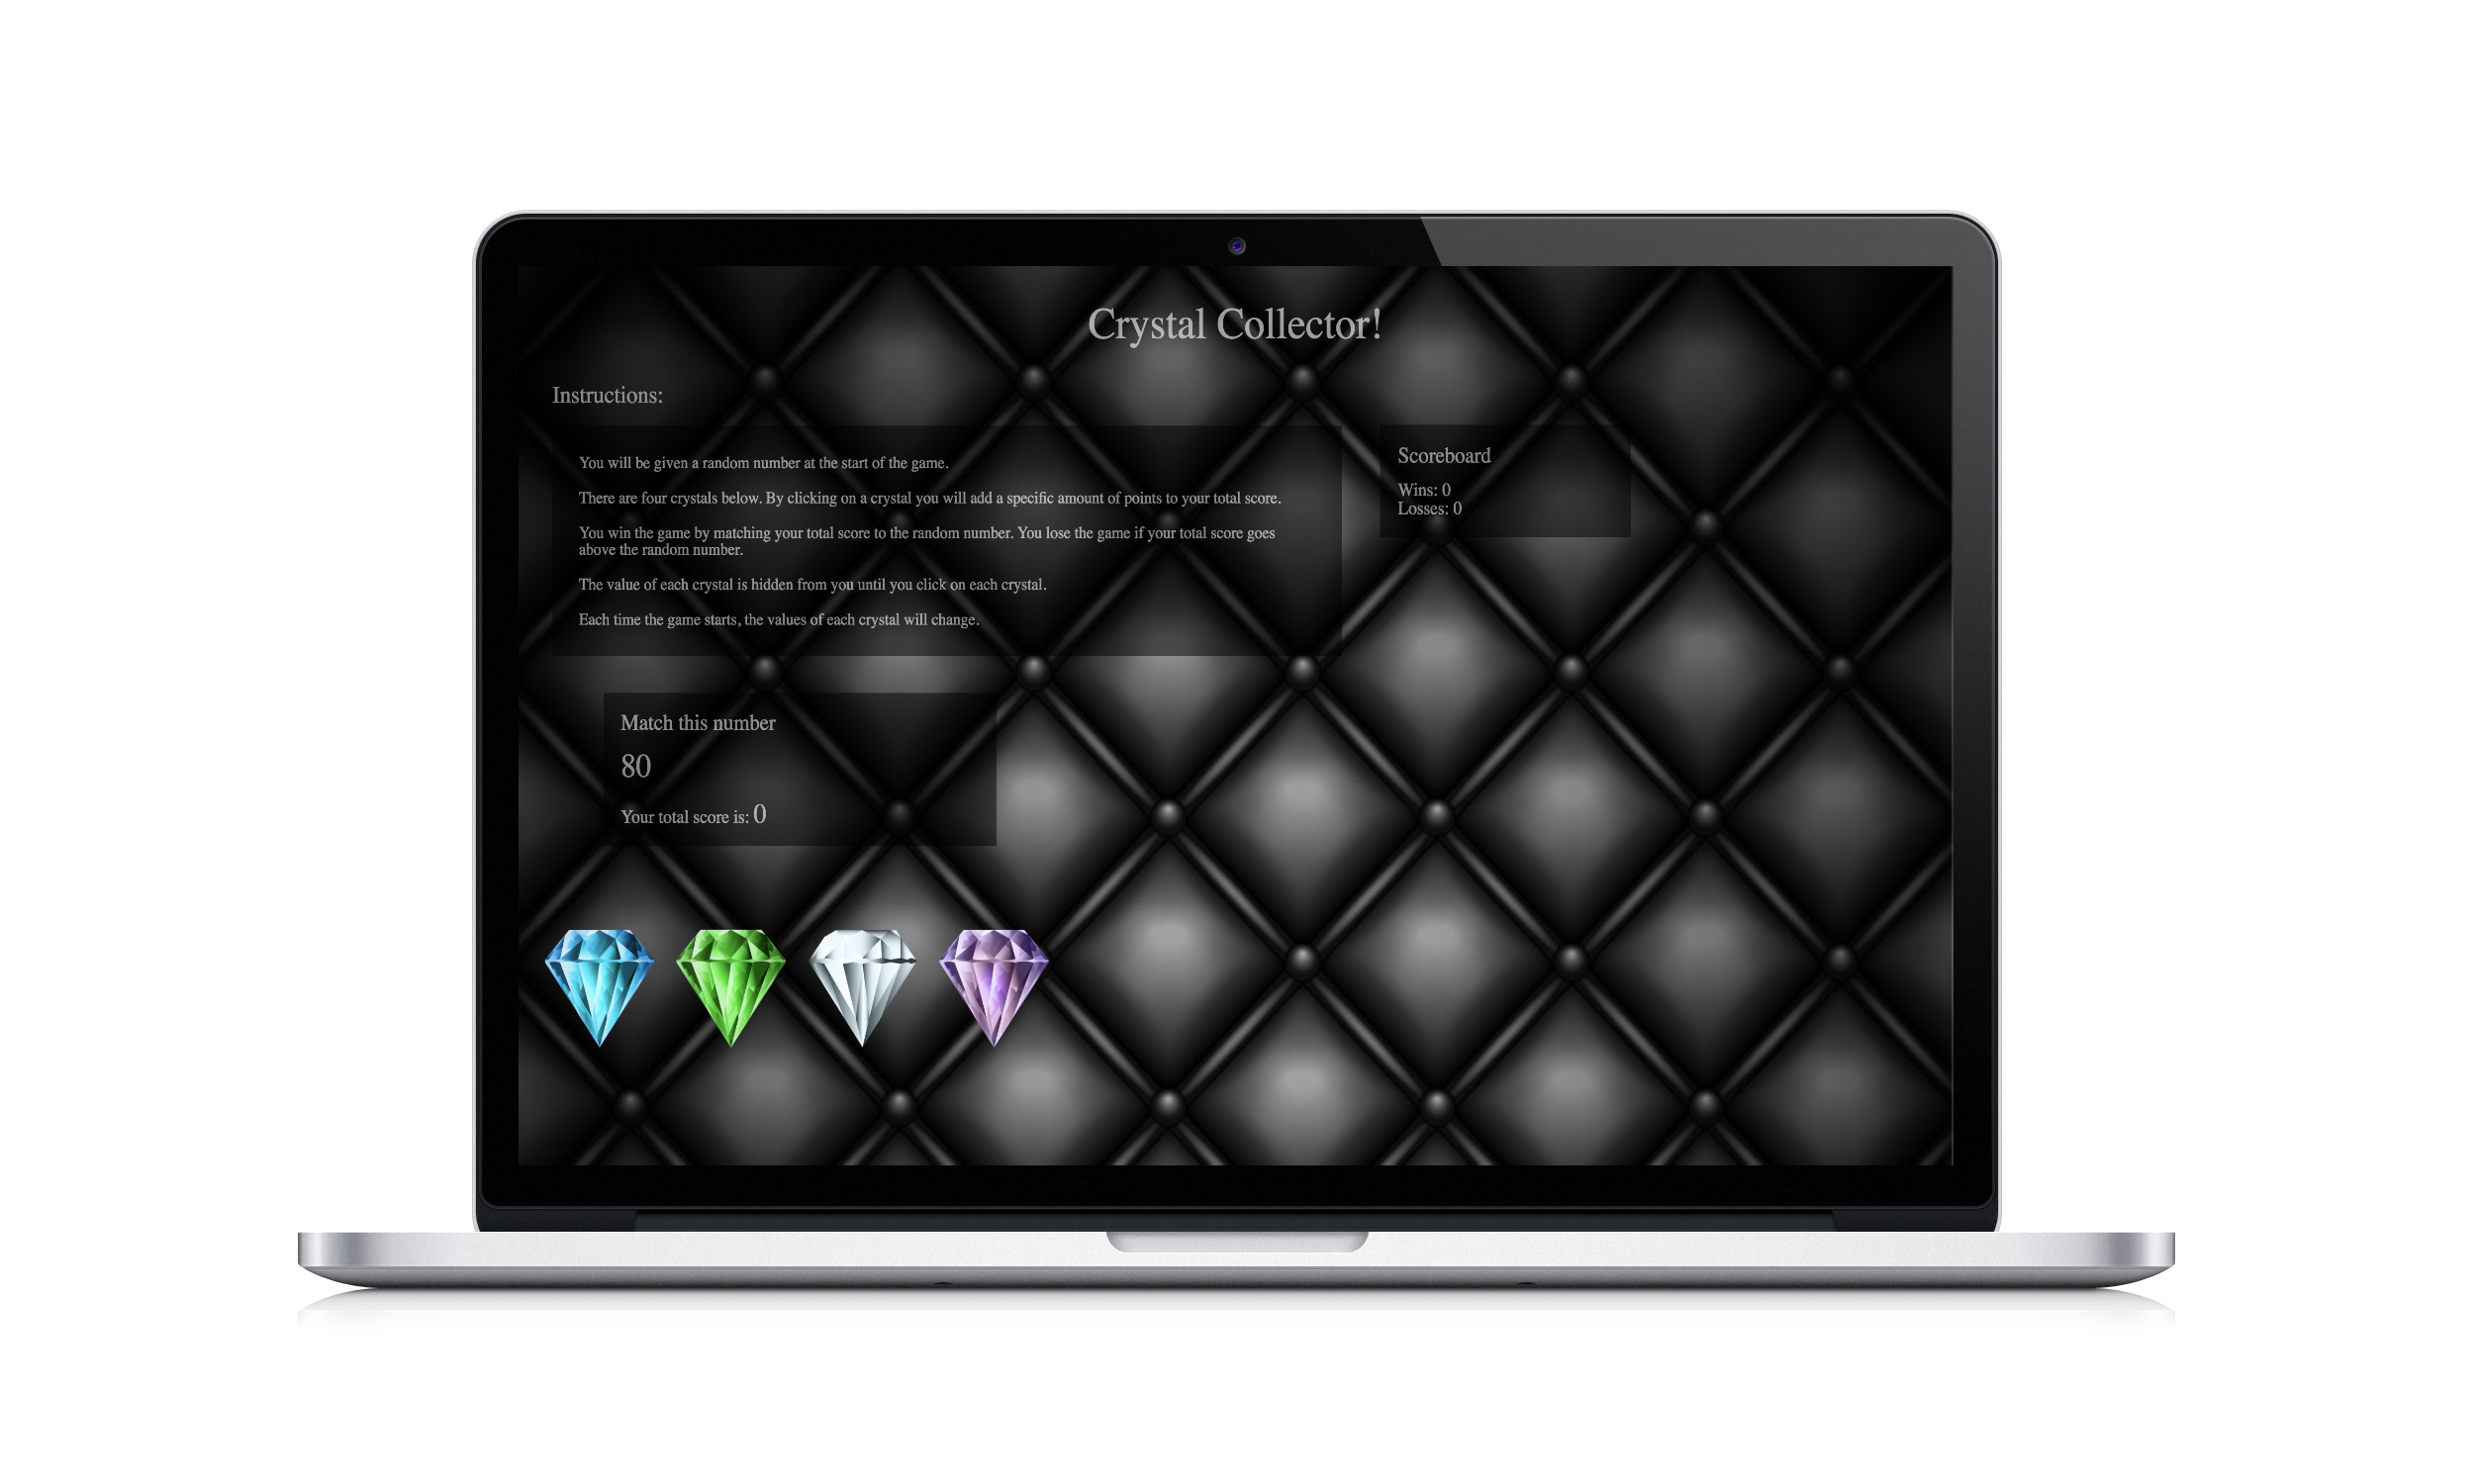 Crystal Collector!
Instructions:
You will be given a random number at the start of the game.
There are four crystals below. By clicking on a crystal you will add a specific amount of points to your total score.
You win the game by matching your total score to the random number. You lose the game if your total score goes
above the random number.
The value of each crystal is hidden from you until you click on each crystal.
Each time the game starts, the values of each crystal will change.
Scoreboard
Wins: 0
Losses: 0
Match this number
80
Your total score is: 0